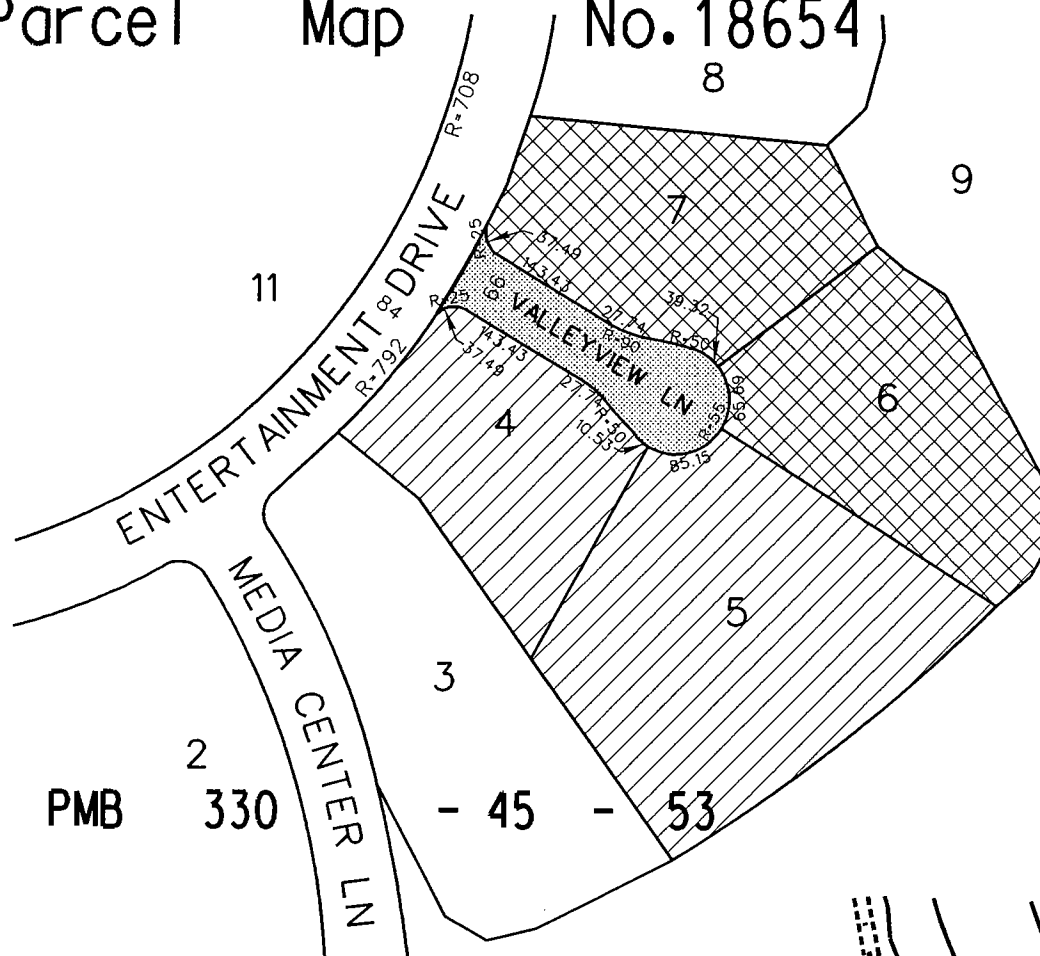 Parcel Map No.18654
8
R=708
9
7
ENTERTAINMENT 84 DRIVE
11
R=25
37.49
143.43
66
R=25
VALLEYVIEW LN
27.74
R=90
39.32
R=50
R=792
143.43
37.49
27.74
R=50
10.53
4
65.69
R=55
85.15
6
5
MEDIA CENTER LN
3
2
PMB 330 - 45 - 53